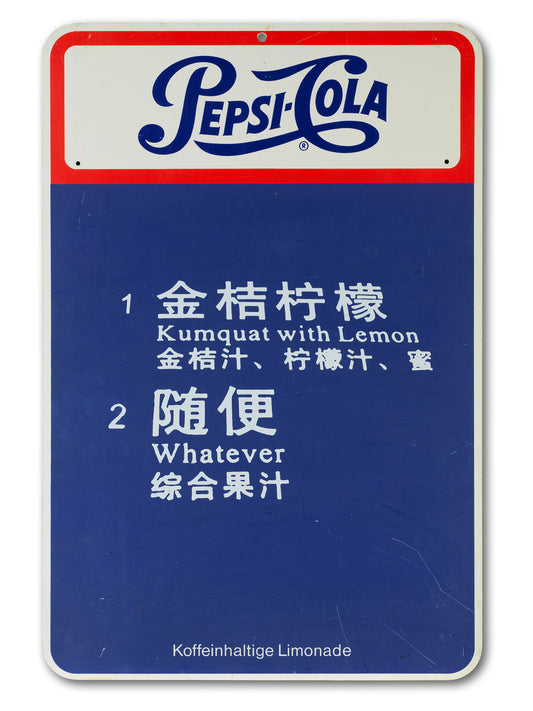 PEPSI-COLA
®
1 金桔柠檬
Kumquat with Lemon
金桔汁、柠檬汁、蜜
2 随便
Whatever
综合果汁
Koffeinhaltige Limonade